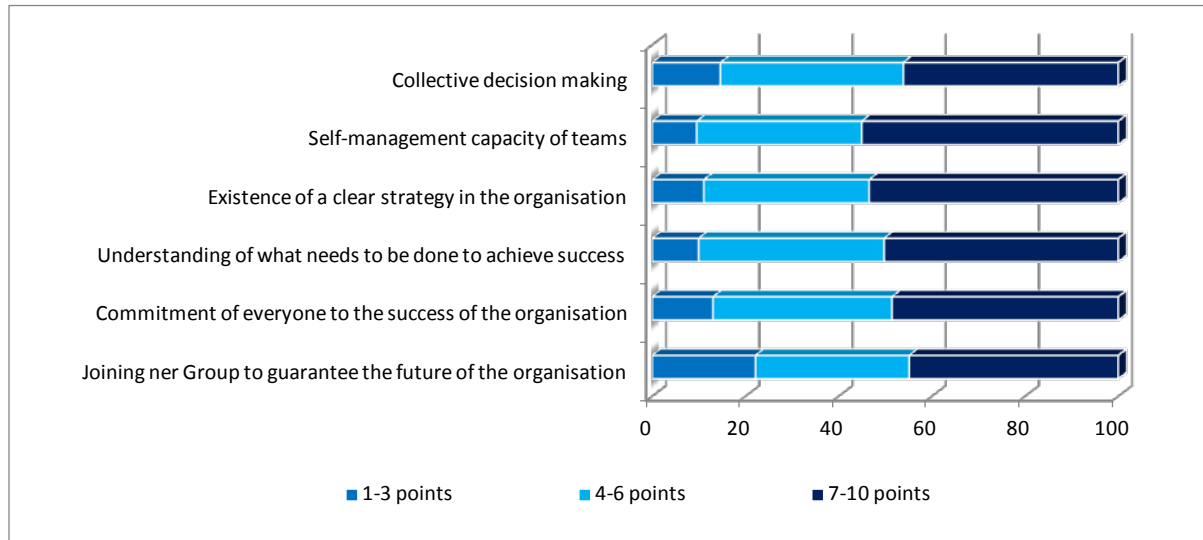 Collective decision making
Self-management capacity of teams
Existence of a clear strategy in the organisation
Understanding of what needs to be done to achieve success
Commitment of everyone to the success of the organisation
Joining ner Group to guarantee the future of the organisation
0 20 40 60 80 100
1-3 points 4-6 points 7-10 points